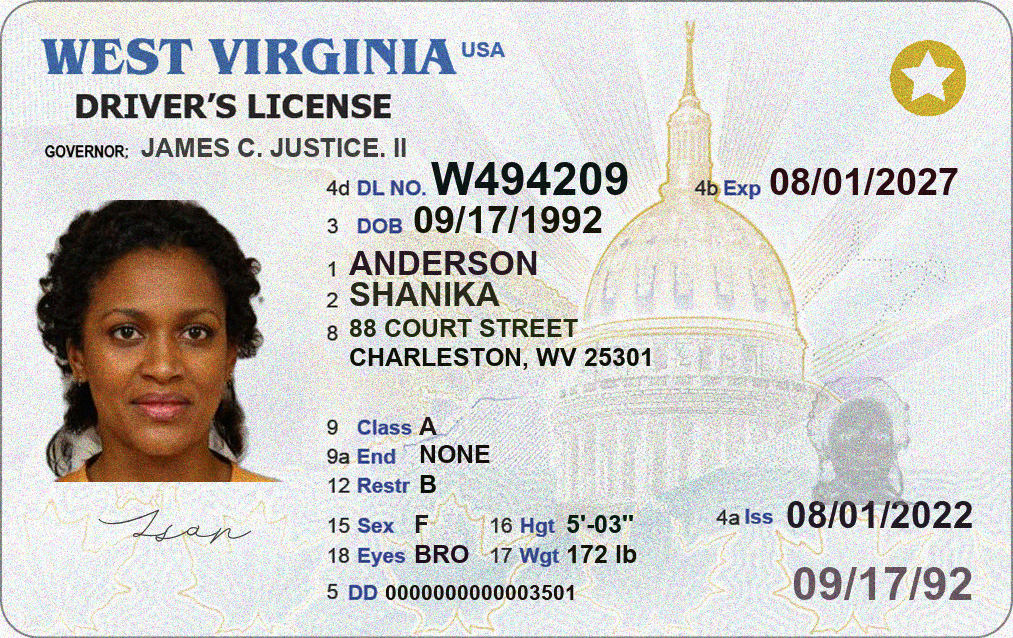 WEST VIRGINIA USA
DRIVER'S LICENSE
GOVERNOR: JAMES C. JUSTICE. II
4d DL NO. W494209 4b Exp 08/01/2027
3 DOB 09/17/1992
1 ANDERSON
2 SHANIKA
8 88 COURT STREET
CHARLESTON, WV 25301
9 Class A
9a End NONE
12 Restr B
15 Sex F 16 Hgt 5'-03" 4a Iss 08/01/2022
18 Eyes BRO 17 Wgt 172 lb
5 DD 0000000000003501
09/17/92